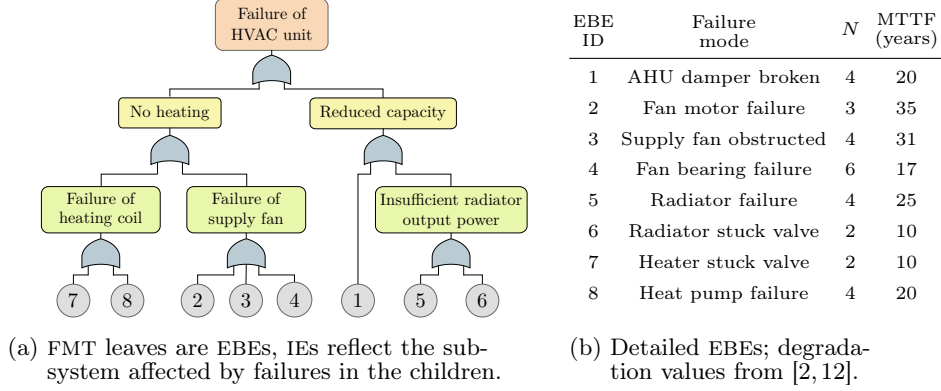 Failure of
HVAC unit
No heating
Reduced capacity
Failure of
heating coil
Failure of
supply fan
Insufficient radiator
output power
7 8 2 3 4 1 5 6
(a) FMT leaves are EBEs, IEs reflect the sub-
system affected by failures in the children.
EBE ID Failure mode N MTTF (years)
1 AHU damper broken 4 20
2 Fan motor failure 3 35
3 Supply fan obstructed 4 31
4 Fan bearing failure 6 17
5 Radiator failure 4 25
6 Radiator stuck valve 2 10
7 Heater stuck valve 2 10
8 Heat pump failure 4 20
(b) Detailed EBEs; degrada-
tion values from [2,12].